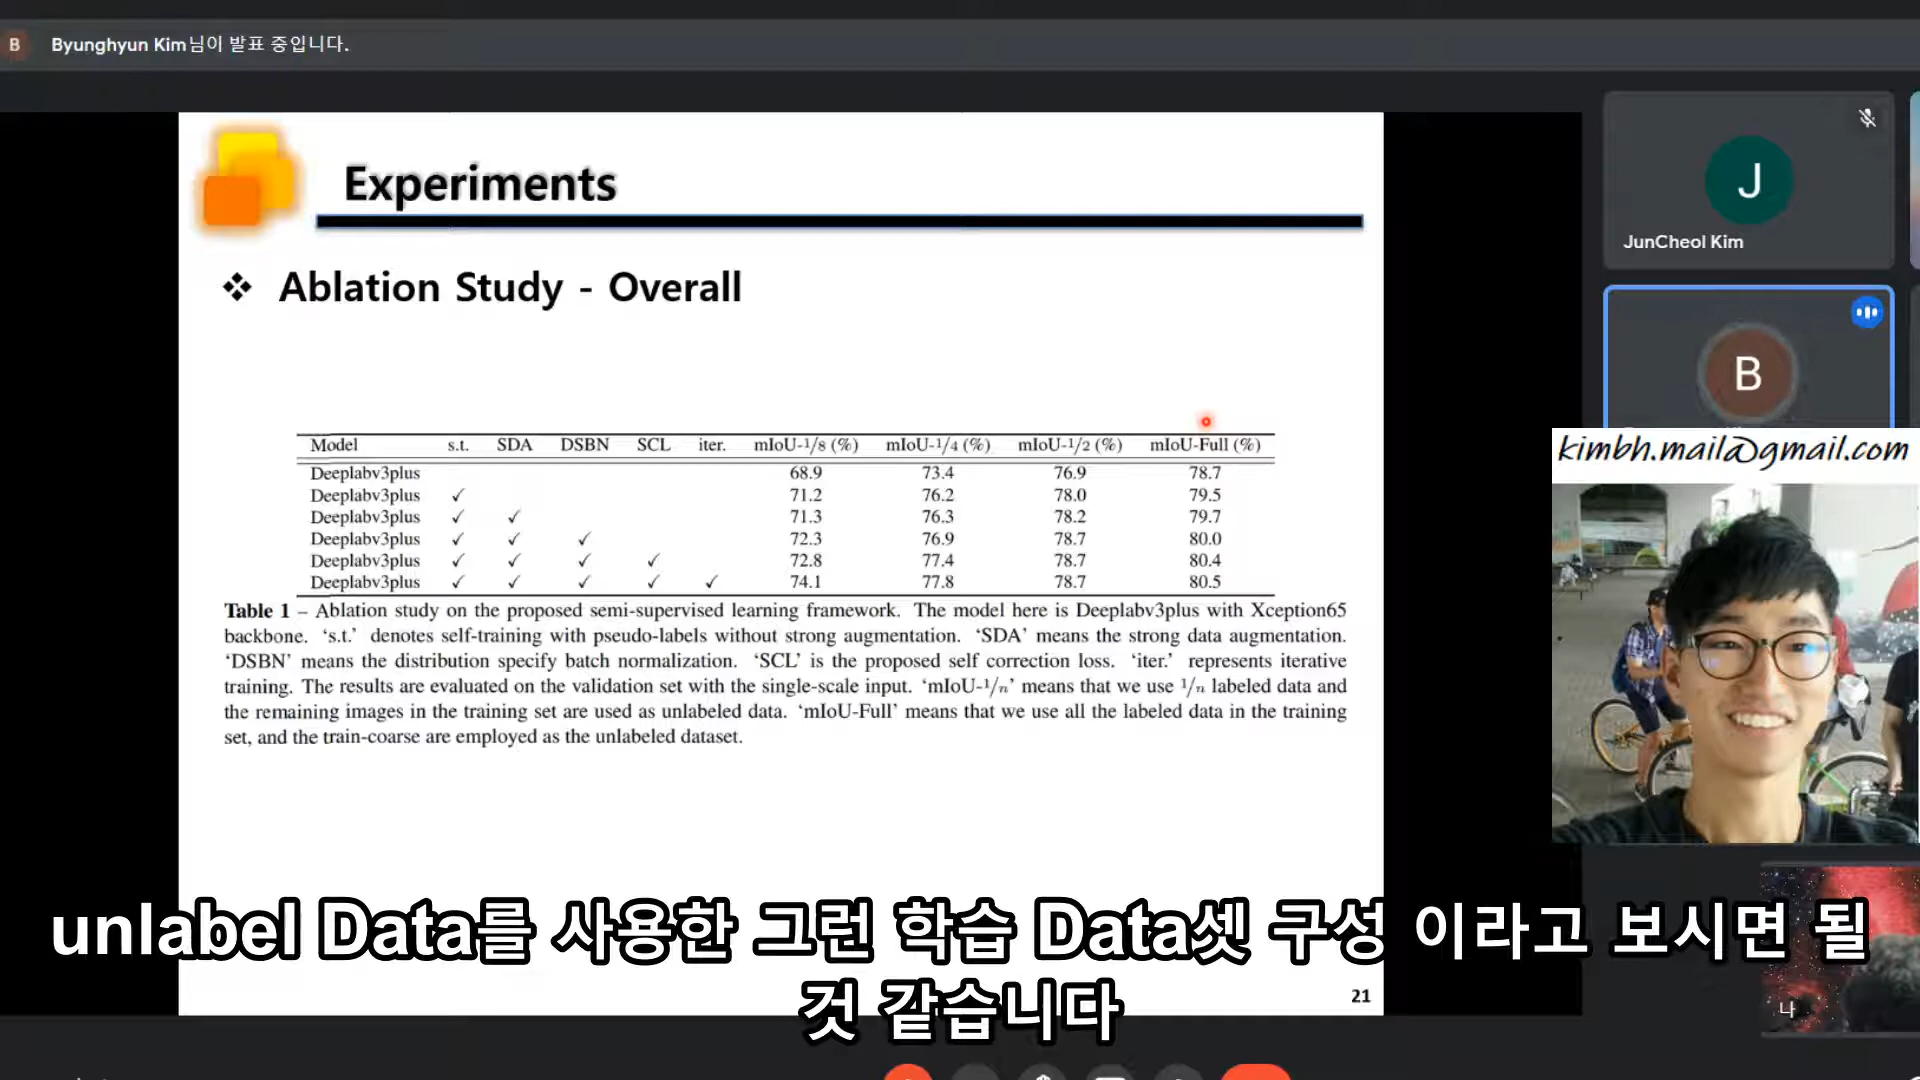 B Byunghyun Kim님이 발표 중입니다.
Experiments
❖ Ablation Study - Overall
Model s.t. SDA DSBN SCL iter. mIoU-1/8 (%) mIoU-1/4 (%) mIoU-1/2 (%) mIoU-Full (%)
Deeplabv3plus 68.9 73.4 76.9 78.7
Deeplabv3plus ✓ 71.2 76.2 78.0 79.5
Deeplabv3plus ✓ ✓ 71.3 76.3 78.2 79.7
Deeplabv3plus ✓ ✓ ✓ 72.3 76.9 78.7 80.0
Deeplabv3plus ✓ ✓ ✓ ✓ 72.8 77.4 78.7 80.4
Deeplabv3plus ✓ ✓ ✓ ✓ ✓ 74.1 77.8 78.7 80.5
Table 1 – Ablation study on the proposed semi-supervised learning framework. The model here is Deeplabv3plus with Xception65
backbone. ‘s.t.’ denotes self-training with pseudo-labels without strong augmentation. ‘SDA’ means the strong data augmentation.
‘DSBN’ means the distribution specify batch normalization. ‘SCL’ is the proposed self correction loss. ‘iter.’ represents iterative
training. The results are evaluated on the validation set with the single-scale input. ‘mIoU-1/n’ means that we use 1/n labeled data and
the remaining images in the training set are used as unlabeled data. ‘mIoU-Full’ means that we use all the labeled data in the training
set, and the train-coarse are employed as the unlabeled dataset.
21
J
JunCheol Kim
B
kimbh.mail@gmail.com
나
unlabel Data를 사용한 그런 학습 Data셋 구성 이라고 보시면 될
것 같습니다